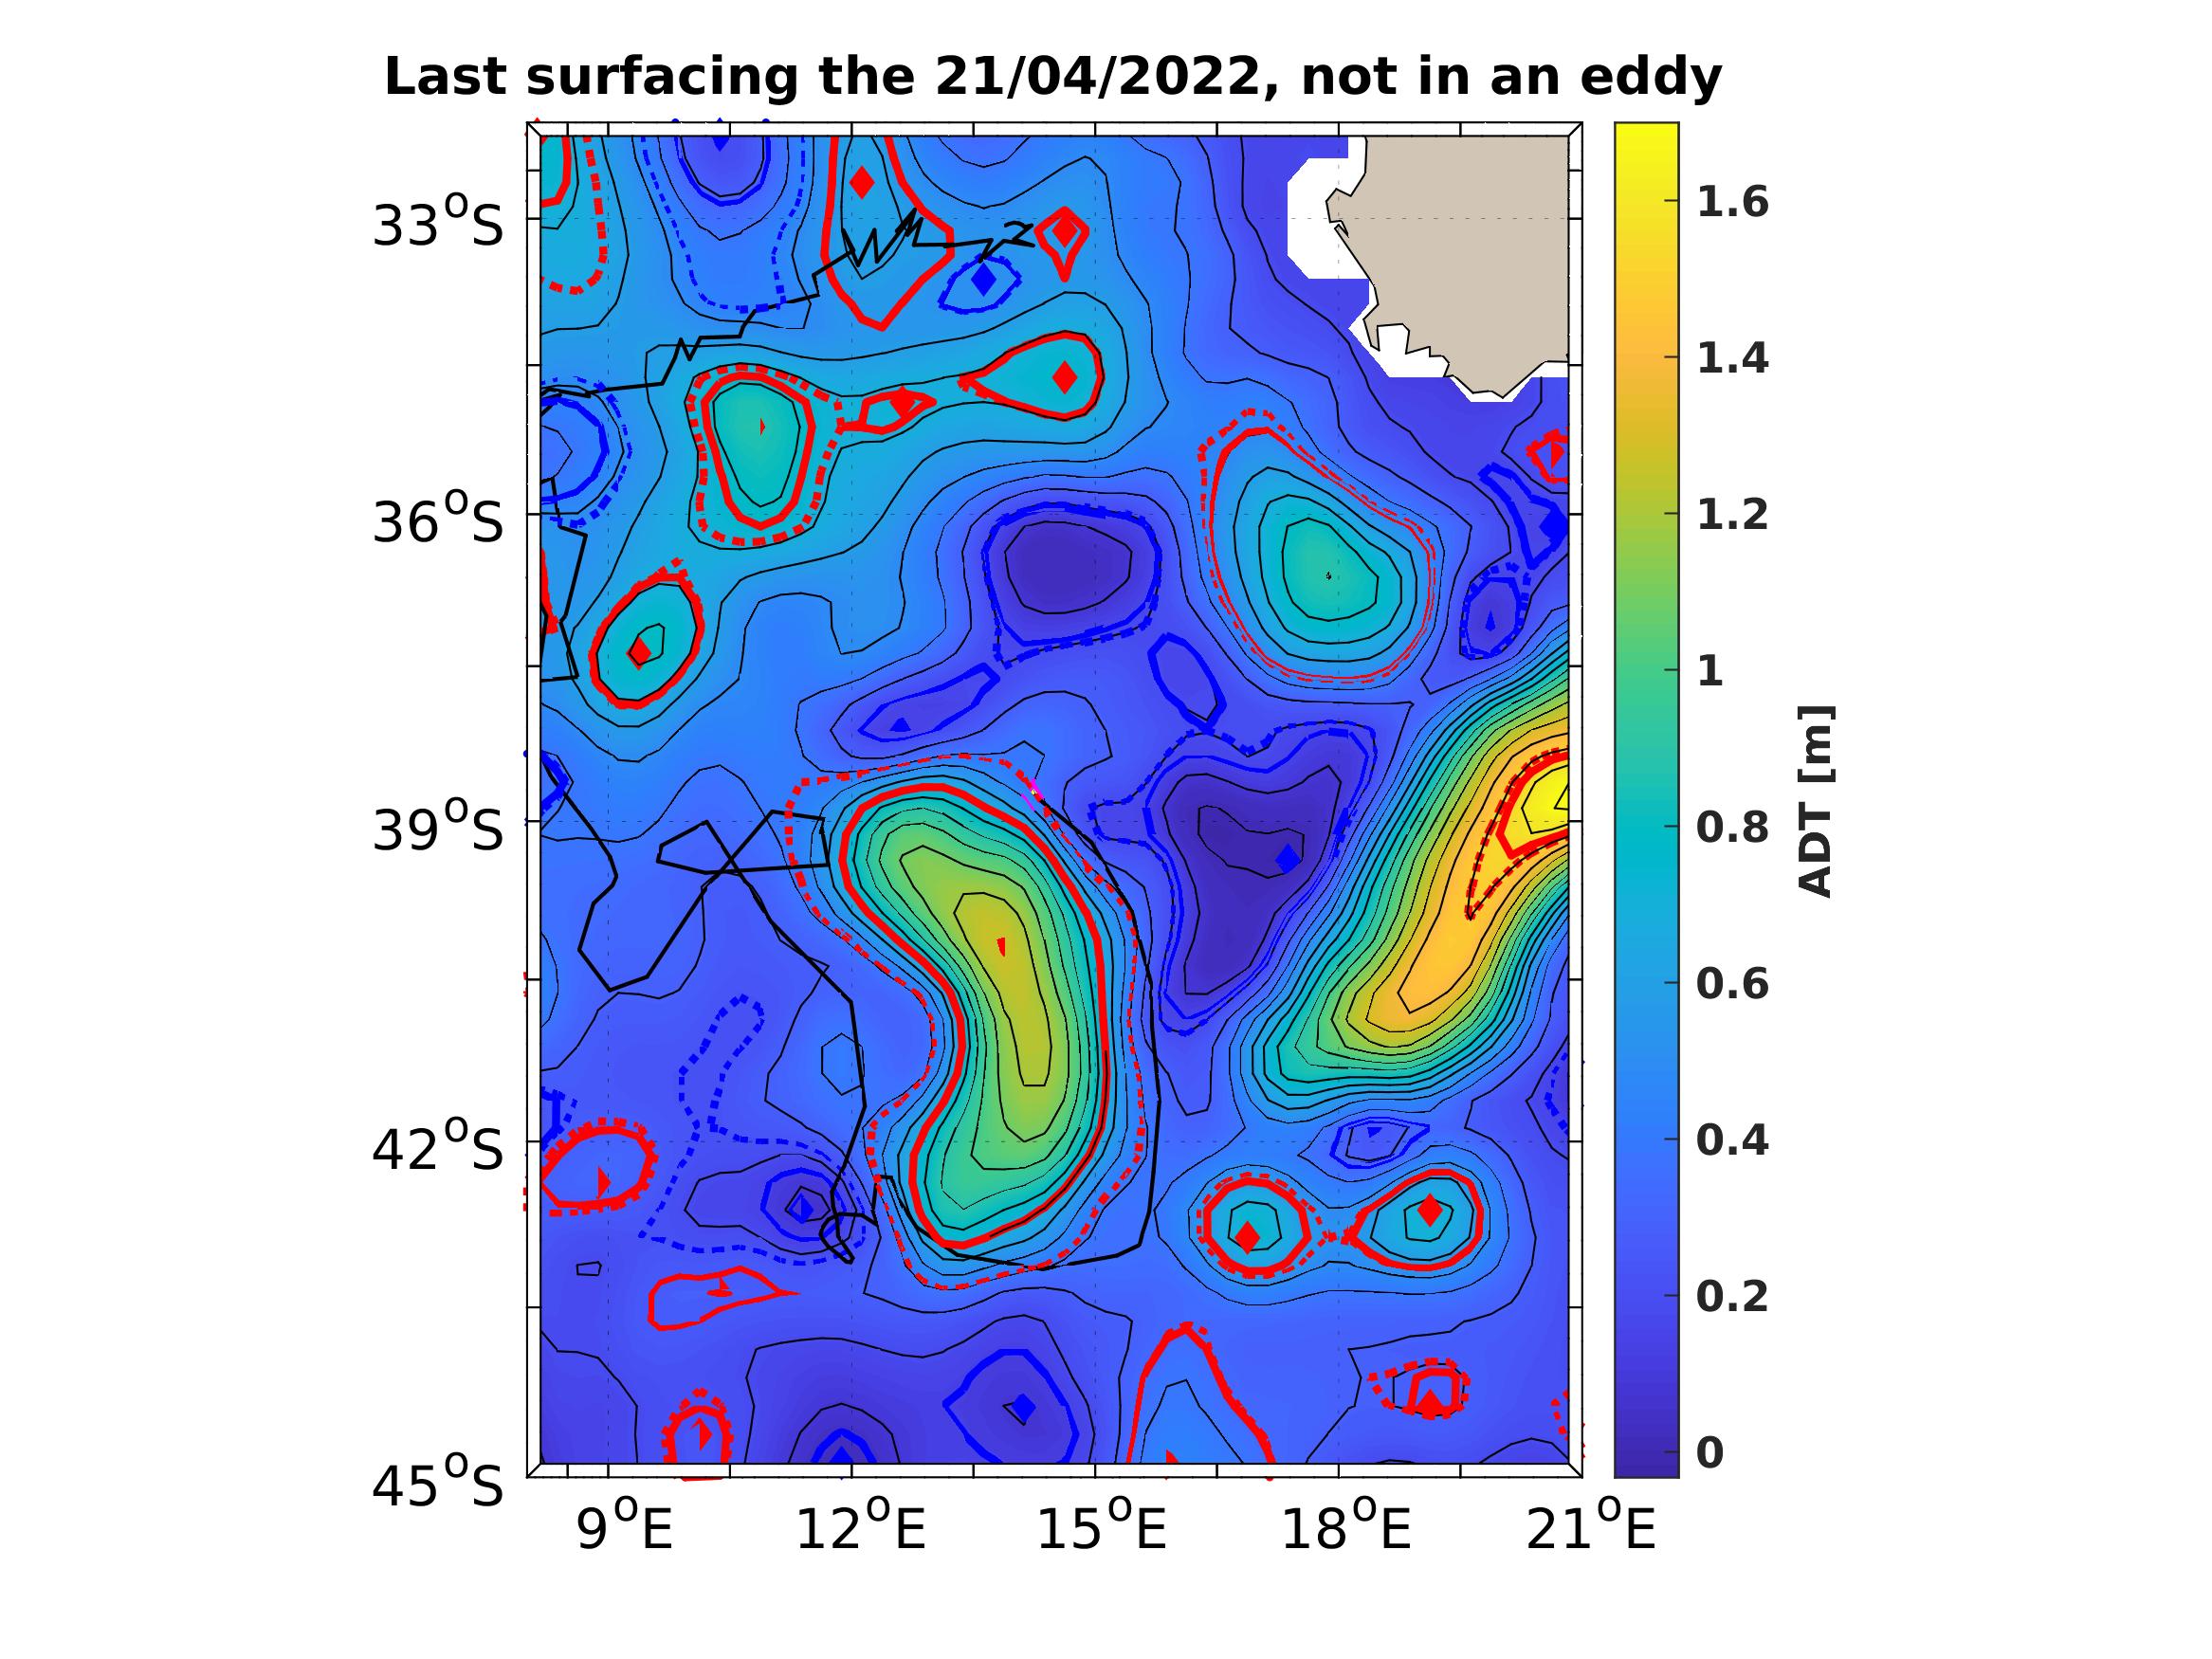 Last surfacing the 21/04/2022, not in an eddy
33°S
36°S
39°S
42°S
45°S
9°E
12°E
15°E
18°E
21°E
1.6
1.4
1.2
1
0.8
0.6
0.4
0.2
0
ADT [m]